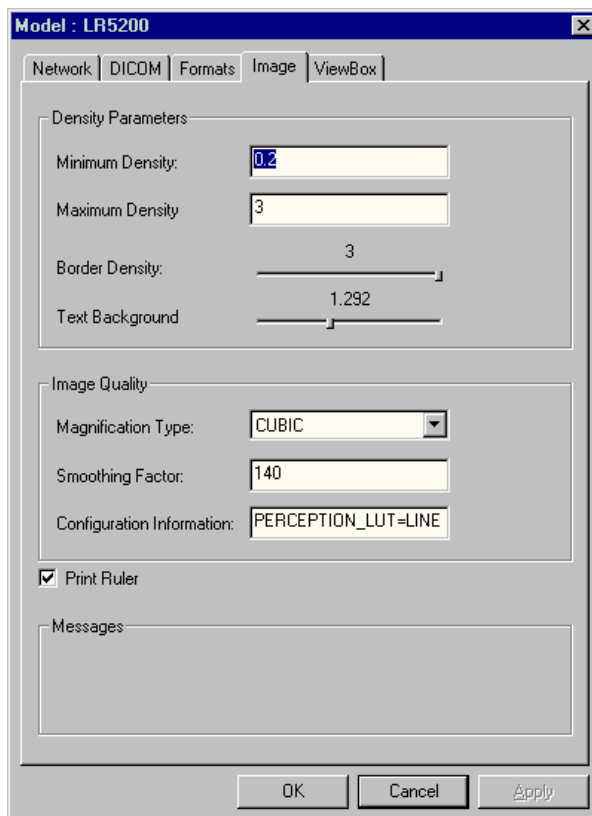 Model : LR5200
Network DICOM Formats Image ViewBox
Density Parameters
Minimum Density: 0.2
Maximum Density 3
Border Density: 3
Text Background 1.292
Image Quality
Magnification Type: CUBIC
Smoothing Factor: 140
Configuration Information: PERCEPTION_LUT=LINE
Print Ruler
Messages
OK Cancel Apply